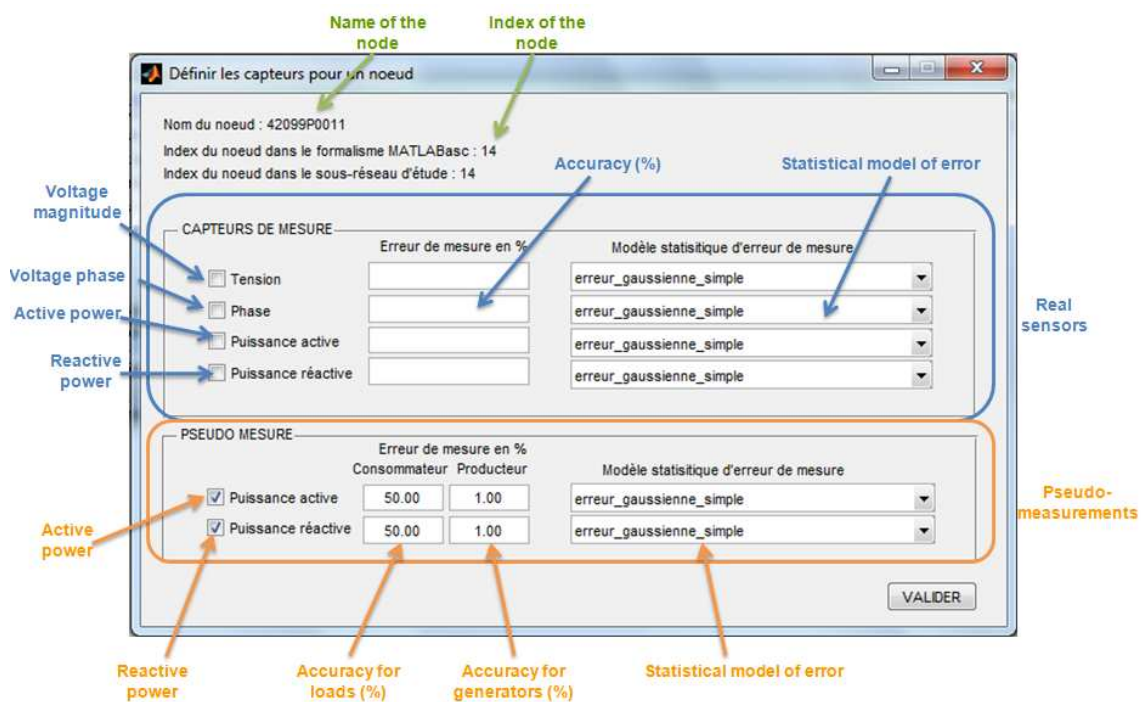 Name of the
node
Index of the
node
Définir les capteurs pour un noeud
Nom du noeud : 42099P0011
Index du noeud dans le formalisme MATLABasc : 14
Index du noeud dans le sous-réseau d'étude : 14
Accuracy (%)
Statistical model of error
Voltage
magnitude
CAPTEURS DE MESURE
Erreur de mesure en %
Modèle statisitique d'erreur de mesure
Voltage phase
Tension
erreur_gaussienne_simple
Phase
erreur_gaussienne_simple
Active power
Puissance active
erreur_gaussienne_simple
Reactive
power
Puissance réactive
erreur_gaussienne_simple
Real
sensors
PSEUDO MESURE
Erreur de mesure en %
Consommateur Producteur
Modèle statisitique d'erreur de mesure
Puissance active 50.00 1.00 erreur_gaussienne_simple
Puissance réactive 50.00 1.00 erreur_gaussienne_simple
Pseudo-
measurements
Active
power
VALIDER
Reactive
power
Accuracy for
loads (%)
Accuracy for
generators (%)
Statistical model of error